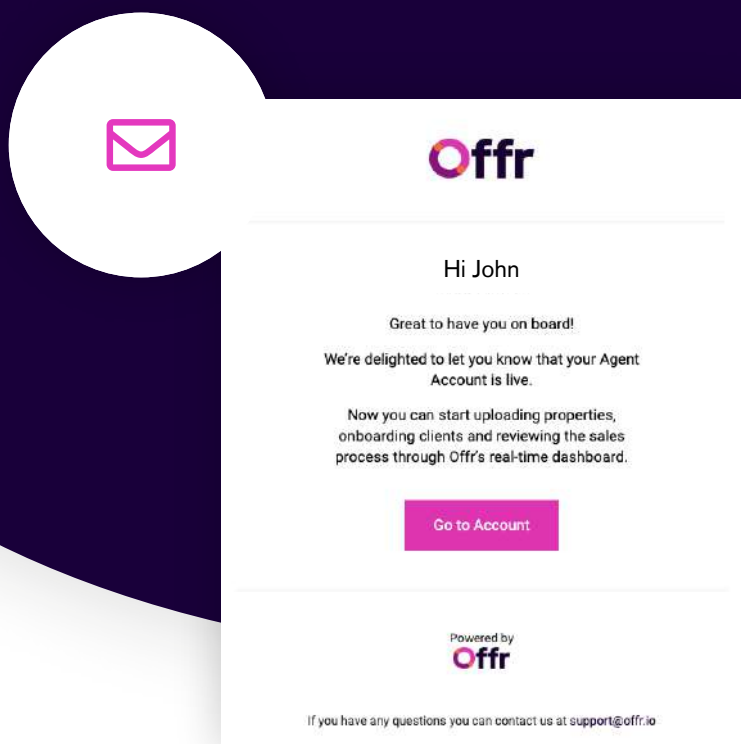 Offr
Hi John
Great to have you on board!
We're delighted to let you know that your Agent
Account is live.
Now you can start uploading properties,
onboarding clients and reviewing the sales
process through Offr's real-time dashboard.
Go to Account
Powered by
Offr
If you have any questions you can contact us at support@offr.io